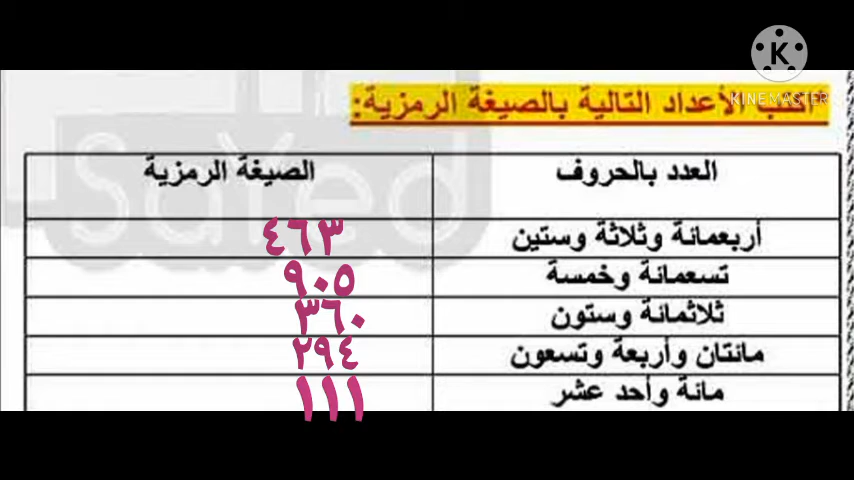 اكتب الأعداد التالية بالصيغة الرمزية:
العدد بالحروف الصيغة الرمزية
أربعمائة وثلاثة وستين ٤٦٣
تسعمائة وخمسة ٩٠٥
ثلاثمائة وستون ٣٦٠
مائتان وأربعة وتسعون ٢٩٤
مائة وأحد عشر ١١١
K
KINEMASTER
Sayed